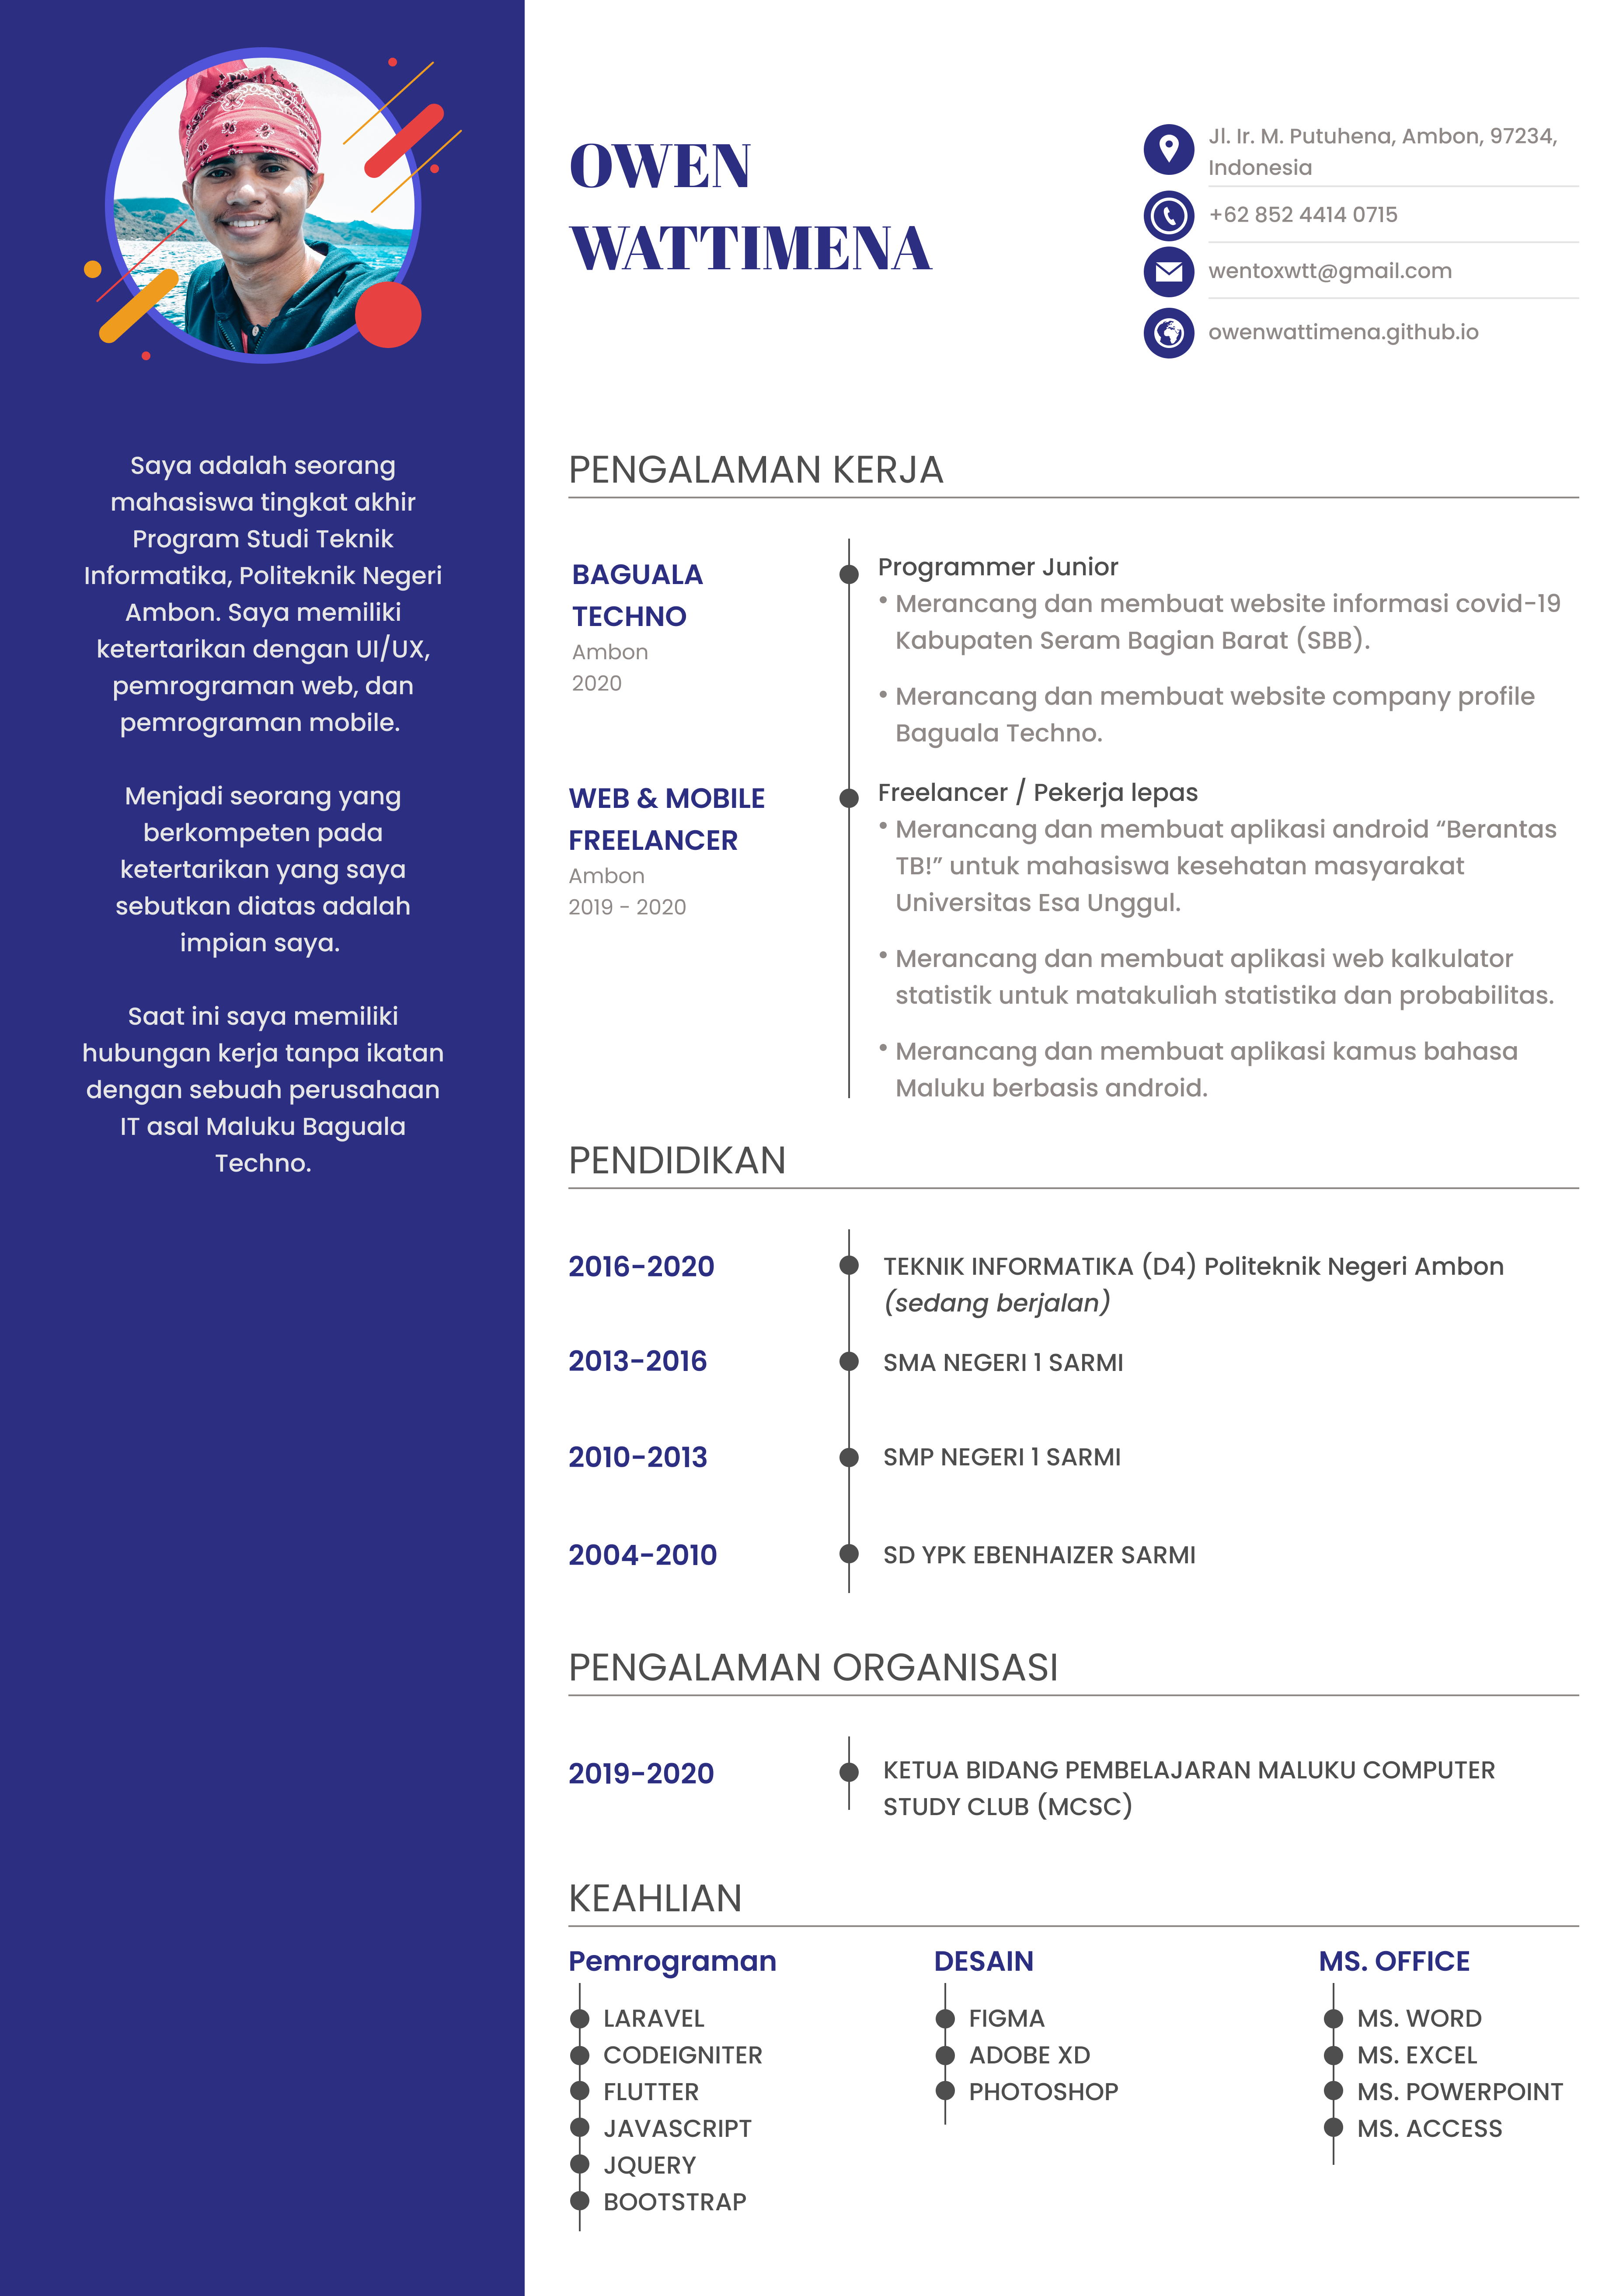 OWEN
WATTIMENA
Jl. Ir. M. Putuhena, Ambon, 97234,
Indonesia
+62 852 4414 0715
wentoxwtt@gmail.com
owenwattimena.github.io
Saya adalah seorang
mahasiswa tingkat akhir
Program Studi Teknik
Informatika, Politeknik Negeri
Ambon. Saya memiliki
ketertarikan dengan UI/UX,
pemrograman web, dan
pemrograman mobile.
Menjadi seorang yang
berkompeten pada
ketertarikan yang saya
sebutkan diatas adalah
impian saya.
Saat ini saya memiliki
hubungan kerja tanpa ikatan
dengan sebuah perusahaan
IT asal Maluku Baguala
Techno.
PENGALAMAN KERJA
BAGUALA
TECHNO
Ambon
2020
Programmer Junior
• Merancang dan membuat website informasi covid-19
Kabupaten Seram Bagian Barat (SBB).
• Merancang dan membuat website company profile
Baguala Techno.
WEB & MOBILE
FREELANCER
Ambon
2019 - 2020
Freelancer / Pekerja lepas
• Merancang dan membuat aplikasi android “Berantas
TB!” untuk mahasiswa kesehatan masyarakat
Universitas Esa Unggul.
• Merancang dan membuat aplikasi web kalkulator
statistik untuk matakuliah statistika dan probabilitas.
• Merancang dan membuat aplikasi kamus bahasa
Maluku berbasis android.
PENDIDIKAN
2016-2020
TEKNIK INFORMATIKA (D4) Politeknik Negeri Ambon
(sedang berjalan)
2013-2016
SMA NEGERI 1 SARMI
2010-2013
SMP NEGERI 1 SARMI
2004-2010
SD YPK EBENHAIZER SARMI
PENGALAMAN ORGANISASI
2019-2020
KETUA BIDANG PEMBELAJARAN MALUKU COMPUTER
STUDY CLUB (MCSC)
KEAHLIAN
Pemrograman
LARAVEL
CODEIGNITER
FLUTTER
JAVASCRIPT
JQUERY
BOOTSTRAP
DESAIN
FIGMA
ADOBE XD
PHOTOSHOP
MS. OFFICE
MS. WORD
MS. EXCEL
MS. POWERPOINT
MS. ACCESS